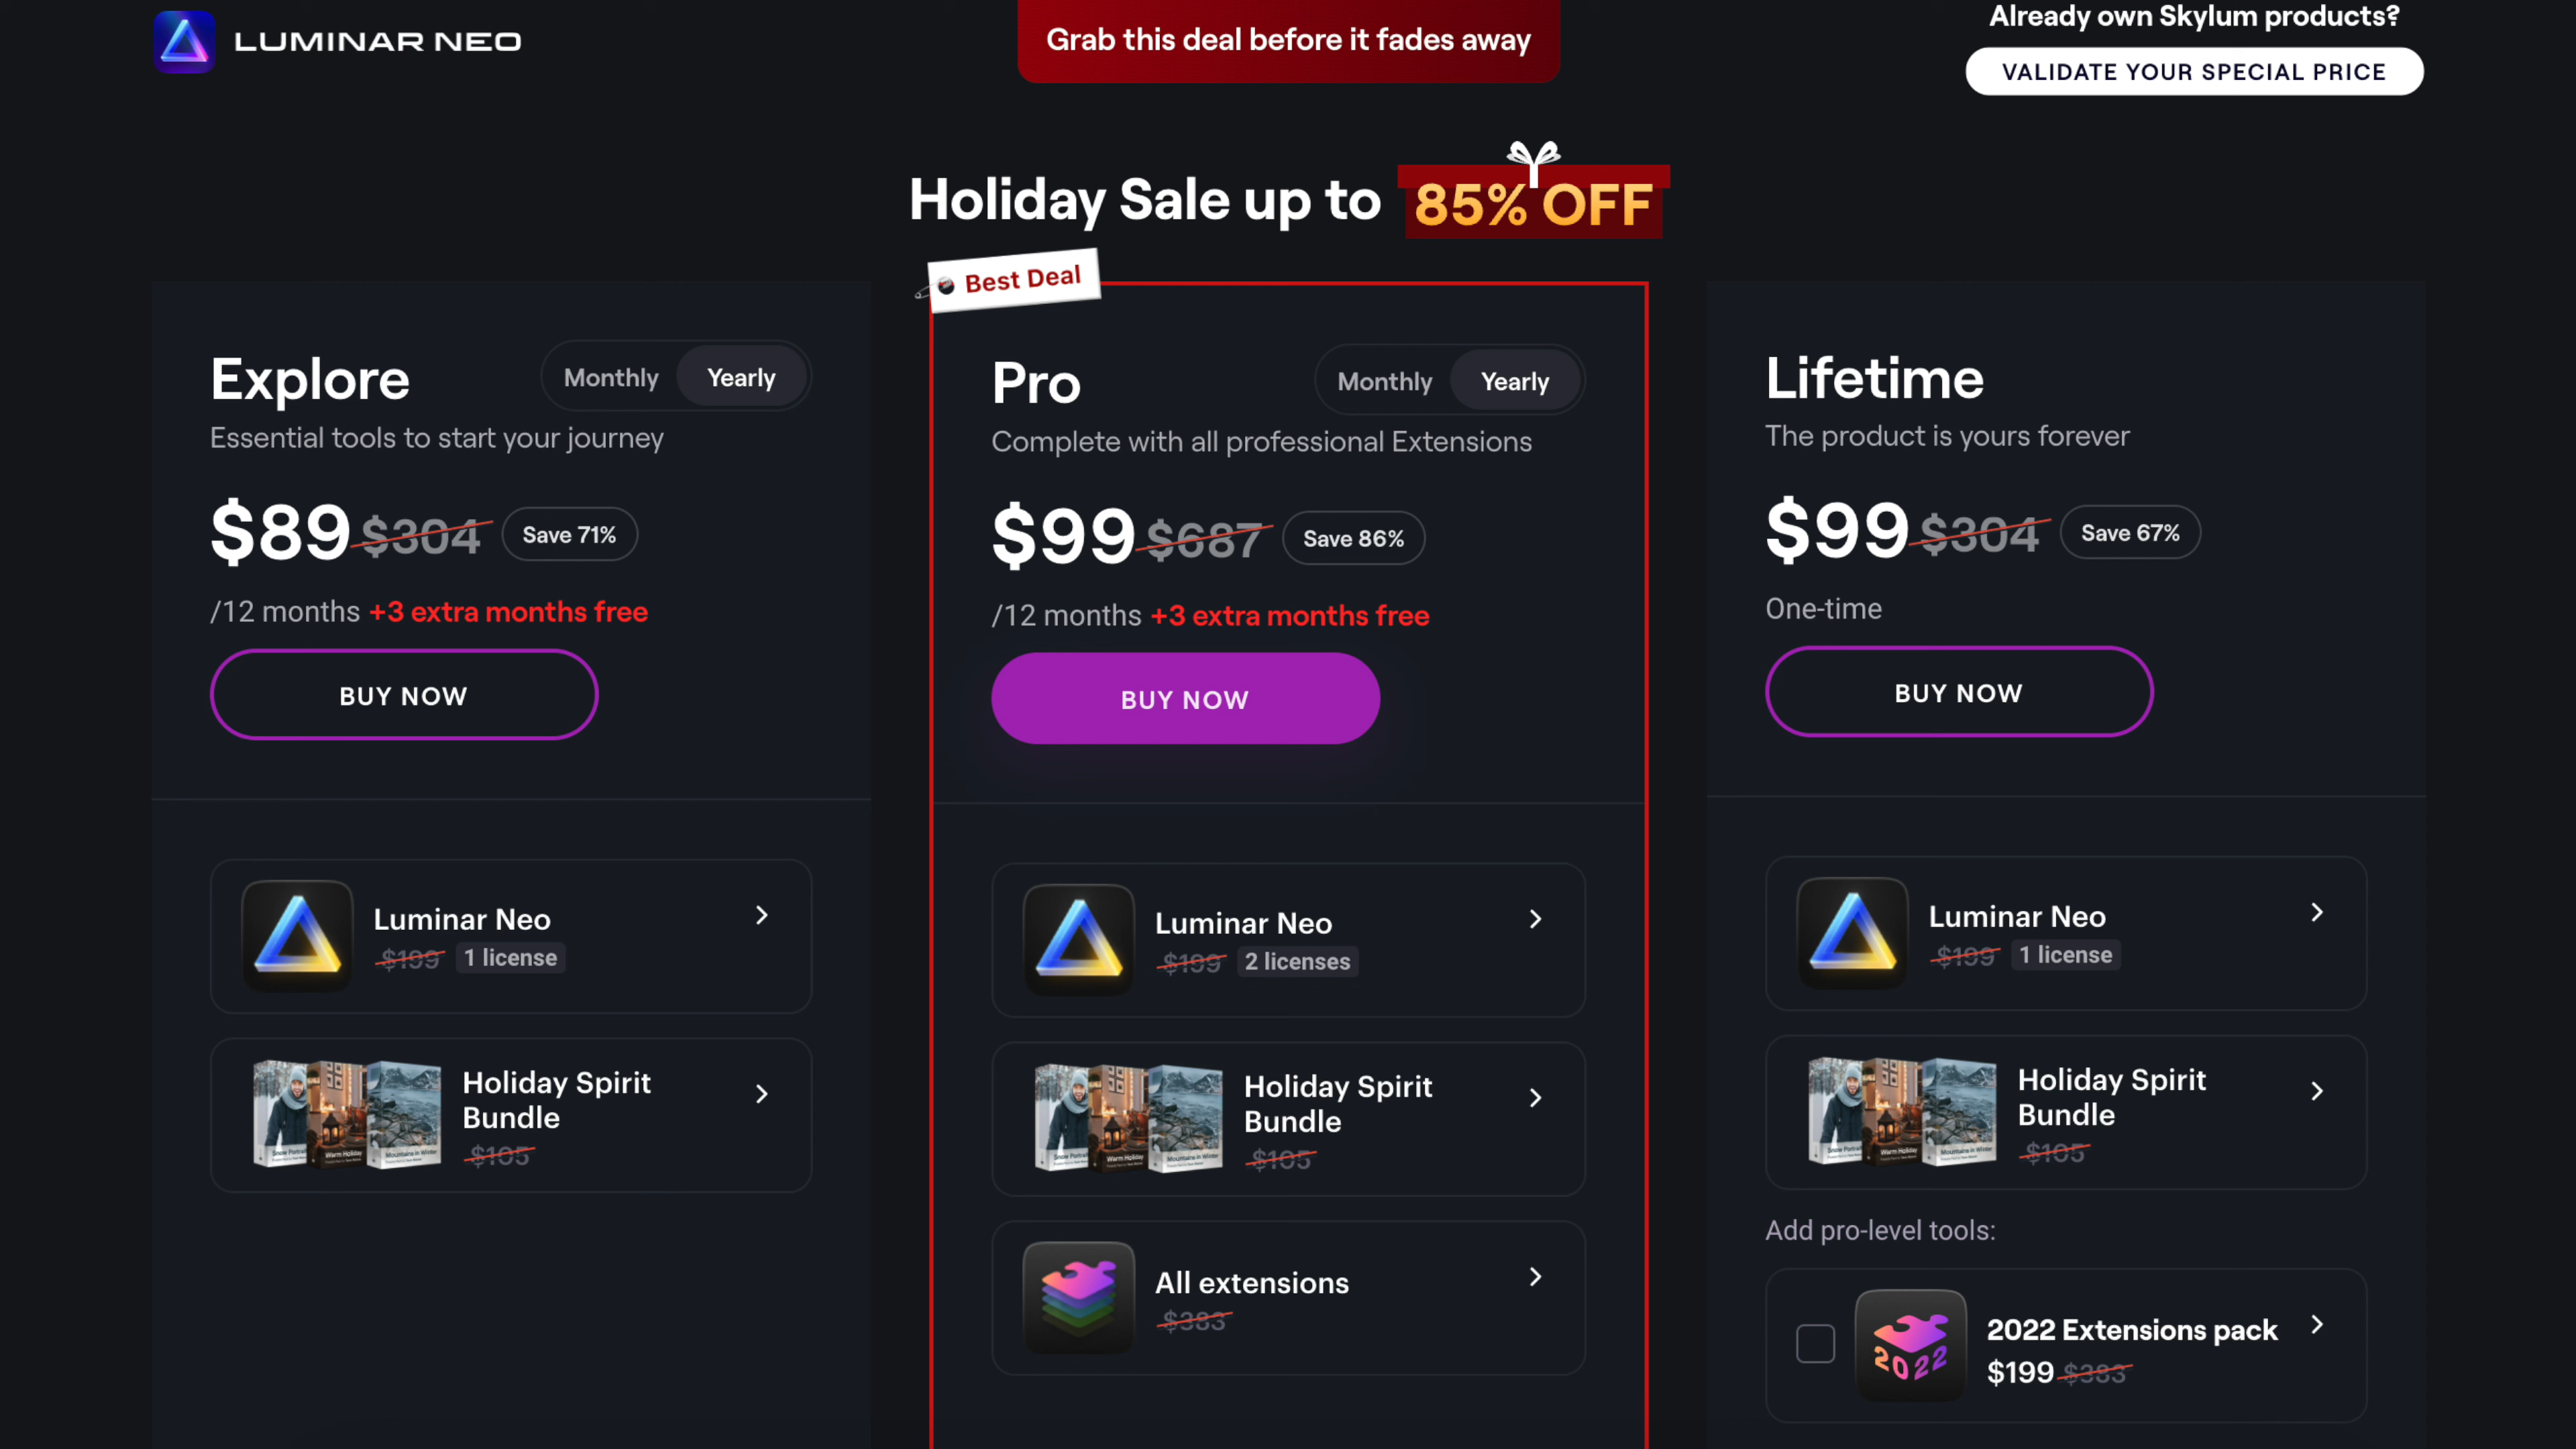 LUMINAR NEO
Grab this deal before it fades away
Already own Skylum products?
VALIDATE YOUR SPECIAL PRICE
Holiday Sale up to 85% OFF
Explore
Monthly Yearly
Essential tools to start your journey
$89 $304 Save 71%
/12 months +3 extra months free
BUY NOW
Luminar Neo
$199 1 license
Holiday Spirit
Bundle
$105
Best Deal
Pro
Monthly Yearly
Complete with all professional Extensions
$99 $687 Save 86%
/12 months +3 extra months free
BUY NOW
Luminar Neo
$199 2 licenses
Holiday Spirit
Bundle
$105
All extensions
$383
Lifetime
The product is yours forever
$99 $304 Save 67%
One-time
BUY NOW
Luminar Neo
$199 1 license
Holiday Spirit
Bundle
$105
Add pro-level tools:
2022
2022 Extensions pack
$199 $383